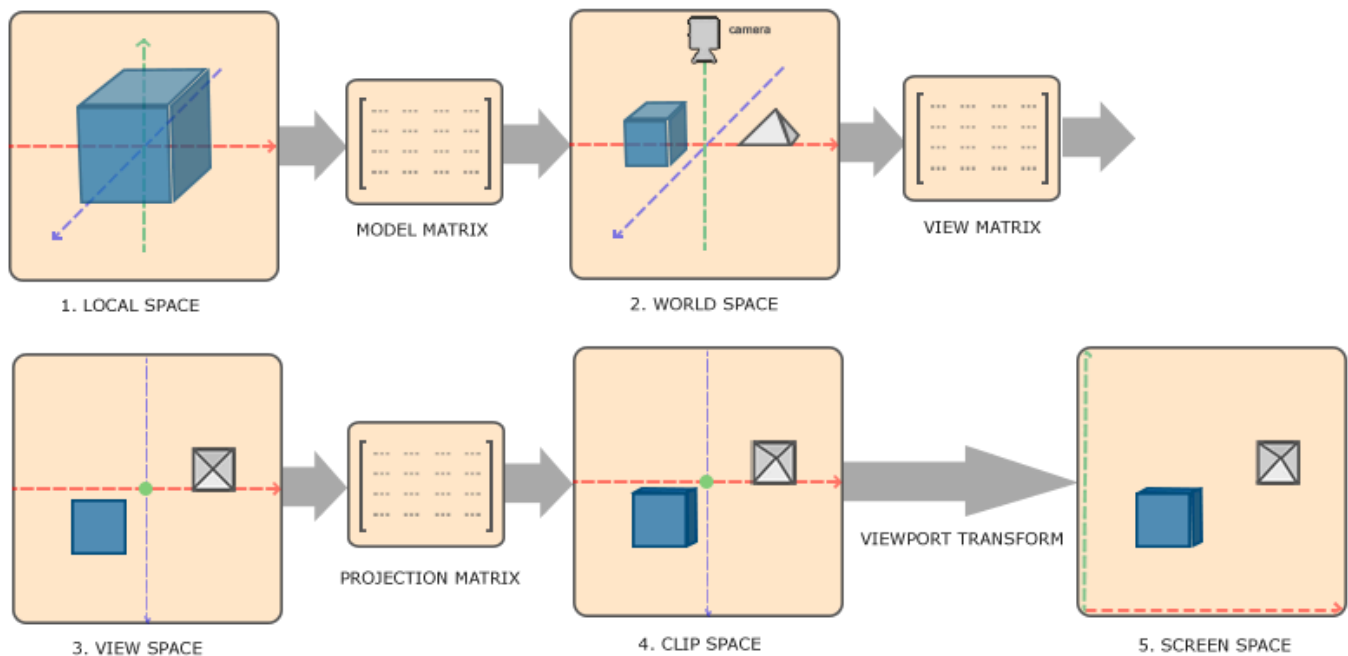 camera
MODEL MATRIX
VIEW MATRIX
1. LOCAL SPACE
2. WORLD SPACE
VIEWPORT TRANSFORM
PROJECTION MATRIX
3. VIEW SPACE
4. CLIP SPACE
5. SCREEN SPACE